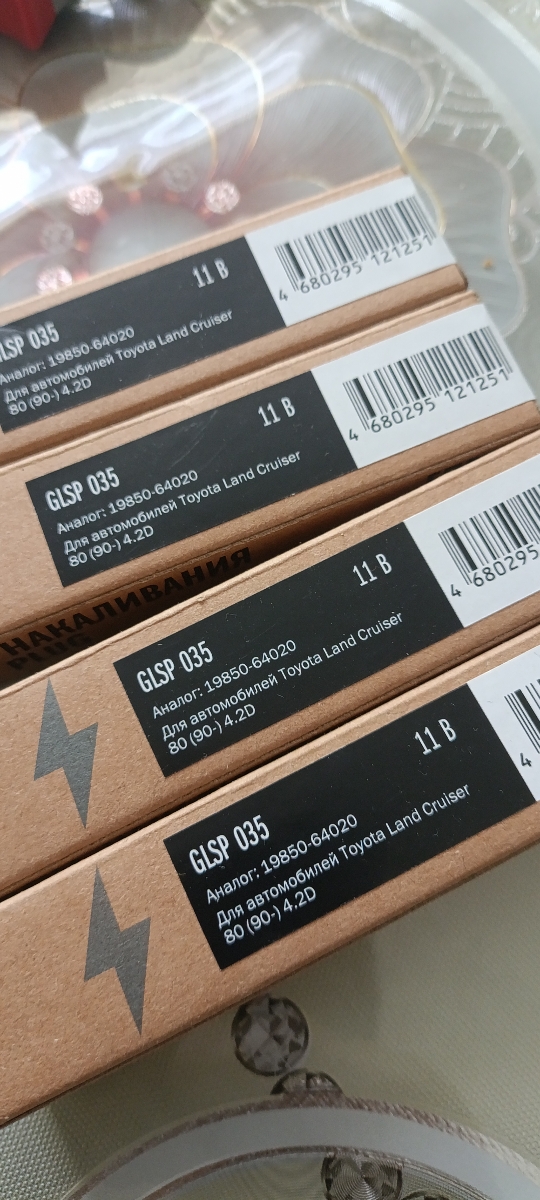 LSP 035
11 В
Аналог: 19850-64020
Для автомобилей Toyota Land Cruiser
80 (90-) 4.2D
4 680295 121251
GLSP 035
11 В
Аналог: 19850-64020
Для автомобилей Toyota Land Cruiser
80 (90-) 4.2D
4 680295 121251
НАКАЛИВАНИЯ
PLUG
GLSP 035
11 В
Аналог: 19850-64020
Для автомобилей Toyota Land Cruiser
80 (90-) 4.2D
4 680295
GLSP 035
11 В
Аналог: 19850-64020
Для автомобилей Toyota Land Cruiser
80 (90-) 4.2D
4